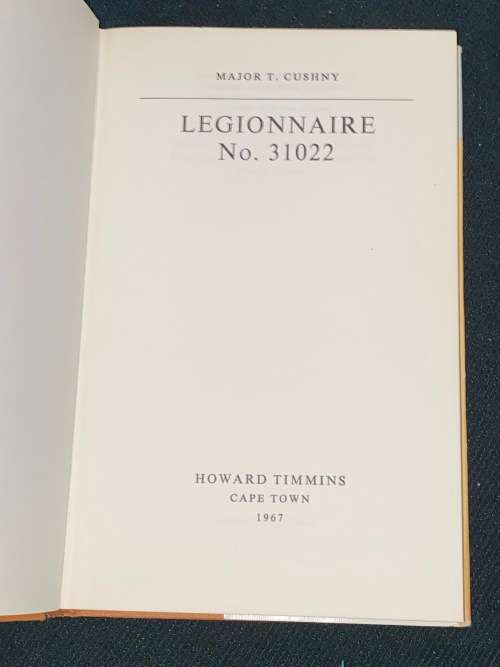 MAJOR T. CUSHNY
LEGIONNAIRE
No. 31022
HOWARD TIMMINS
CAPE TOWN
1967